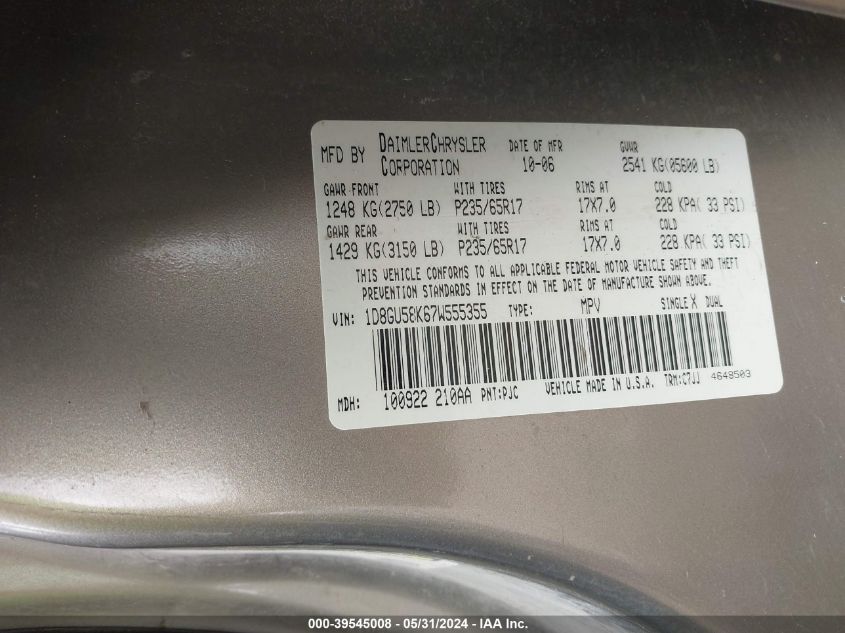 MFD BY DAIMLERCHRYSLER CORPORATION DATE OF MFR 10-06 GVWR 2541 KG(05600 LB)
GAWR FRONT WITH TIRES RIMS AT COLD
1248 KG(2750 LB) P235/65R17 17X7.0 228 KPA( 33 PSI)
GAWR REAR WITH TIRES RIMS AT COLD
1429 KG(3150 LB) P235/65R17 17X7.0 228 KPA( 33 PSI)
THIS VEHICLE CONFORMS TO ALL APPLICABLE FEDERAL MOTOR VEHICLE SAFETY AND THEFT
PREVENTION STANDARDS IN EFFECT ON THE DATE OF MANUFACTURE SHOWN ABOVE.
VIN: 1D8GU58K67W555355 TYPE: MPV SINGLE X DUAL
MDH: 100922 210AA PNT:PJC VEHICLE MADE IN U.S.A. TRM:C7JJ 4648503
000-39545008 - 05/31/2024 - IAA Inc.